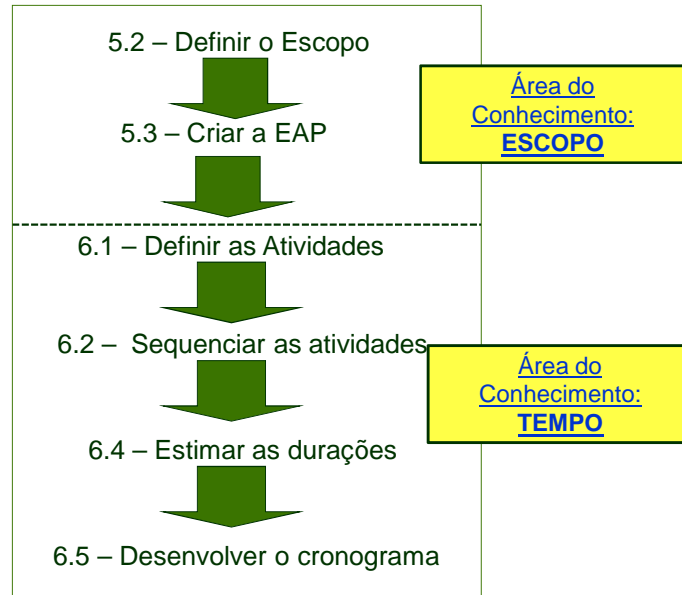 5.2 – Definir o Escopo
Área do
Conhecimento:
ESCOPO
5.3 – Criar a EAP
6.1 – Definir as Atividades
6.2 – Sequenciar as atividades
Área do
Conhecimento:
TEMPO
6.4 – Estimar as durações
6.5 – Desenvolver o cronograma